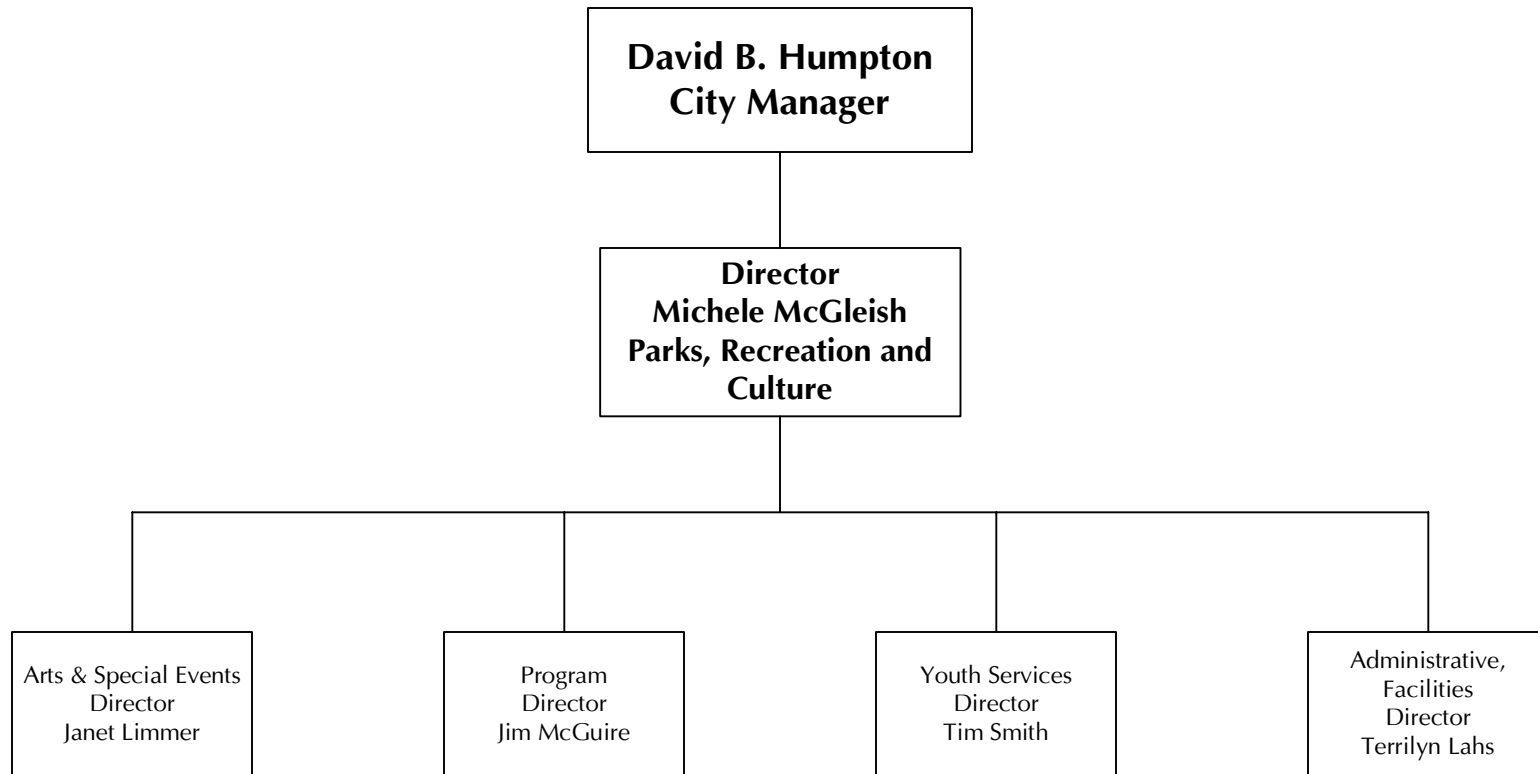 David B. Humpton
City Manager
Director
Michele McGleish
Parks, Recreation and
Culture
Arts & Special Events
Director
Janet Limmer
Program
Director
Jim McGuire
Youth Services
Director
Tim Smith
Administrative,
Facilities
Director
Terrilyn Lahs